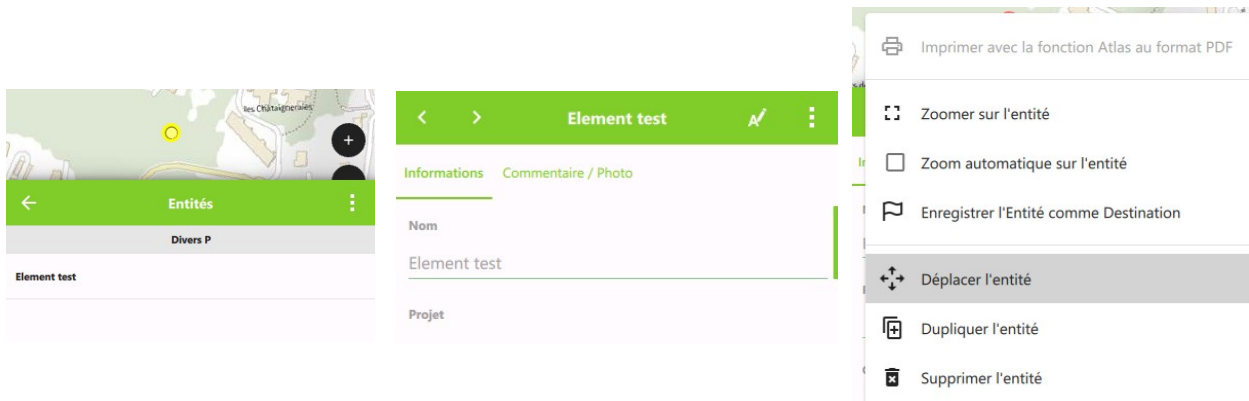 les Châtaigneraies
Entités
Divers P
Element test
Element test
Informations
Commentaire / Photo
Nom
Element test
Projet
Imprimer avec la fonction Atlas au format PDF
Zoomer sur l'entité
Zoom automatique sur l'entité
Enregistrer l'Entité comme Destination
Déplacer l'entité
Dupliquer l'entité
Supprimer l'entité